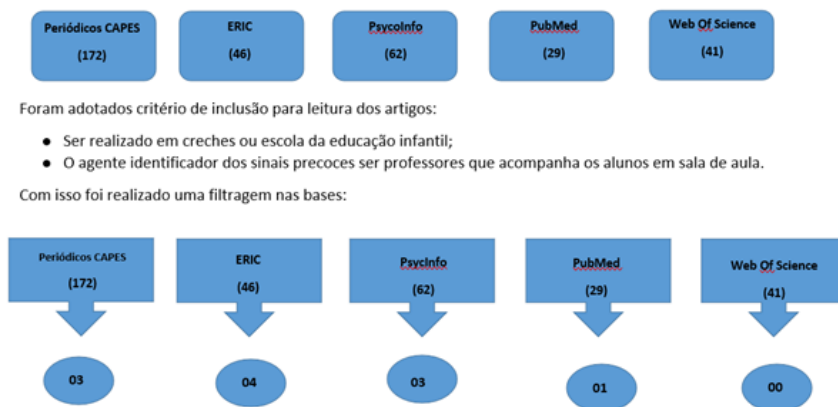 Periódicos CAPES
(172)
ERIC
(46)
PsycoInfo
(62)
PubMed
(29)
Web Of Science
(41)
Foram adotados critério de inclusão para leitura dos artigos:
● Ser realizado em creches ou escola da educação infantil;
● O agente identificador dos sinais precoces ser professores que acompanha os alunos em sala de aula.
Com isso foi realizado uma filtragem nas bases:
Periódicos CAPES
(172)
ERIC
(46)
PsycInfo
(62)
PubMed
(29)
Web Of Science
(41)
03
04
03
01
00